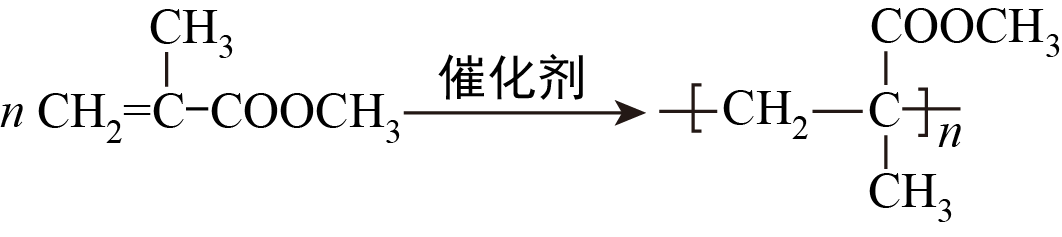 CH₃ COOCH₃
n CH₂=C-COOCH₃ 催化剂 [CH₂—C]n
CH₃